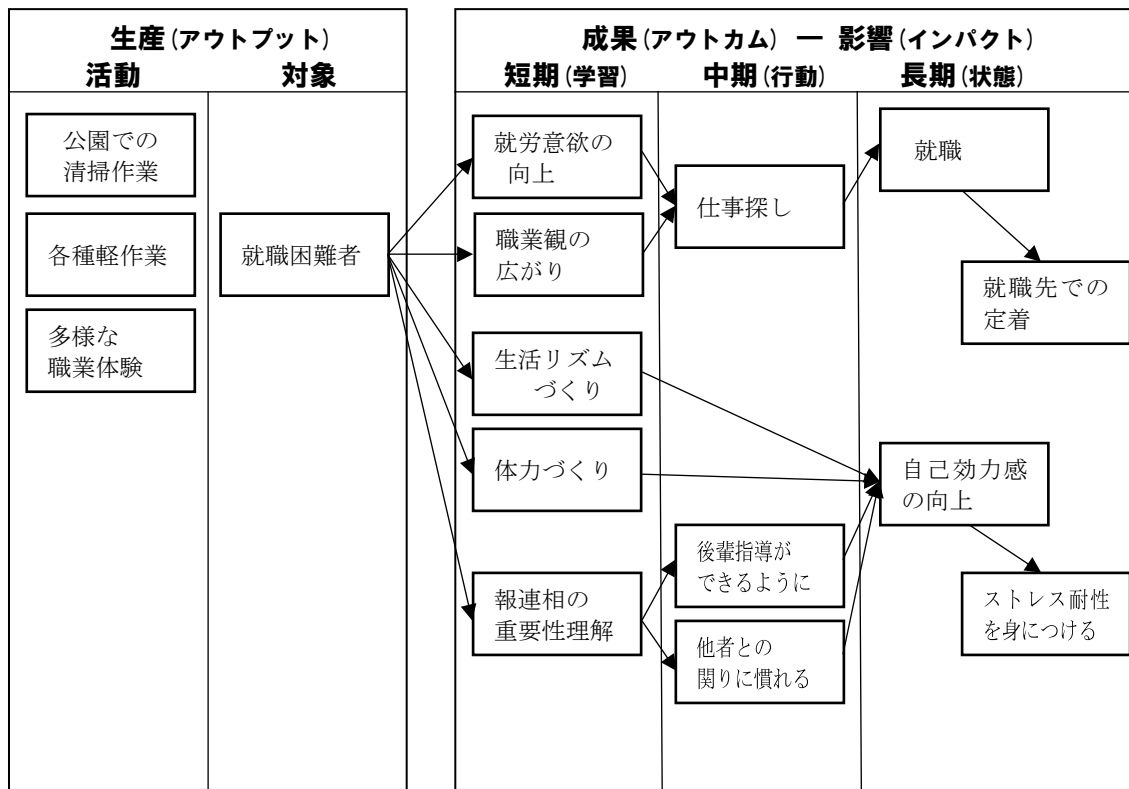 生産(アウトプット)
活動
対象
公園での
清掃作業
各種軽作業
多様な
職業体験
就職困難者
成果(アウトカム) ー 影響(インパクト)
短期(学習)
中期(行動)
長期(状態)
就労意欲の
向上
職業観の
広がり
生活リズム
づくり
体力づくり
報連相の
重要性理解
仕事探し
後輩指導が
できるように
他者との
関りに慣れる
就職
就職先での
定着
自己効力感
の向上
ストレス耐性
を身につける